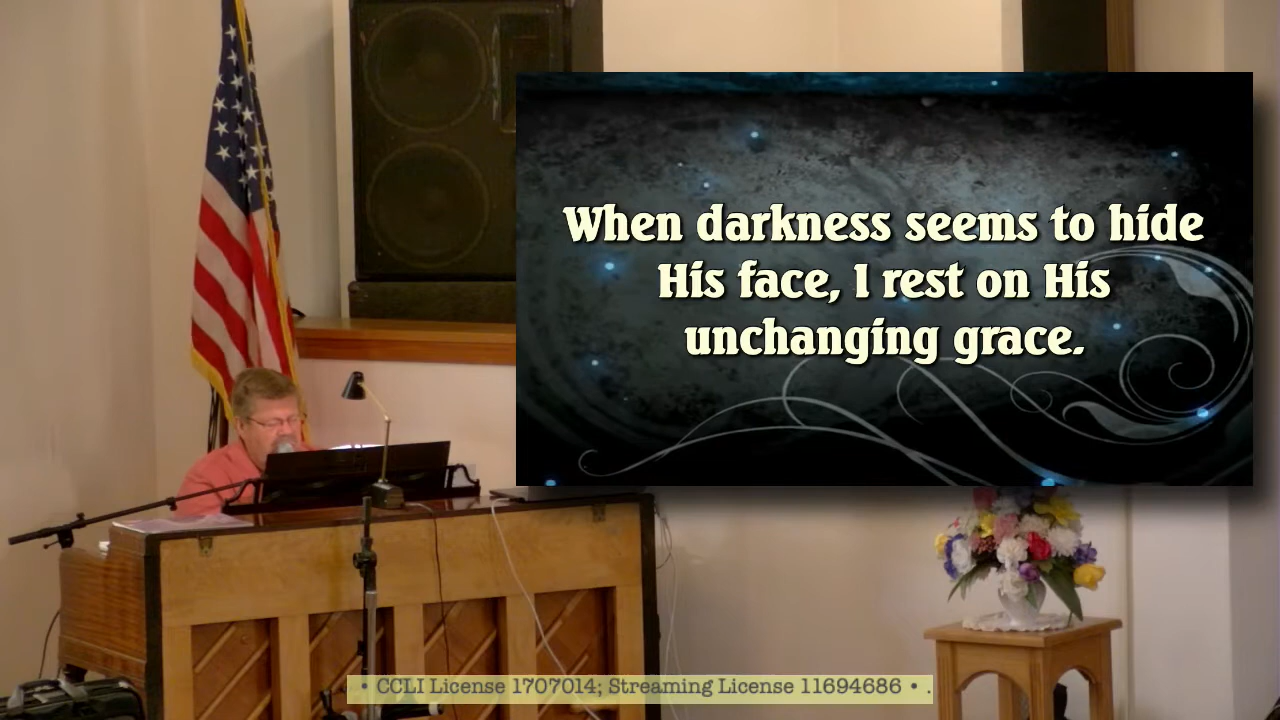 When darkness seems to hide
His face, I rest on His
unchanging grace.
• CCLI License 1707014; Streaming License 11694686 • .